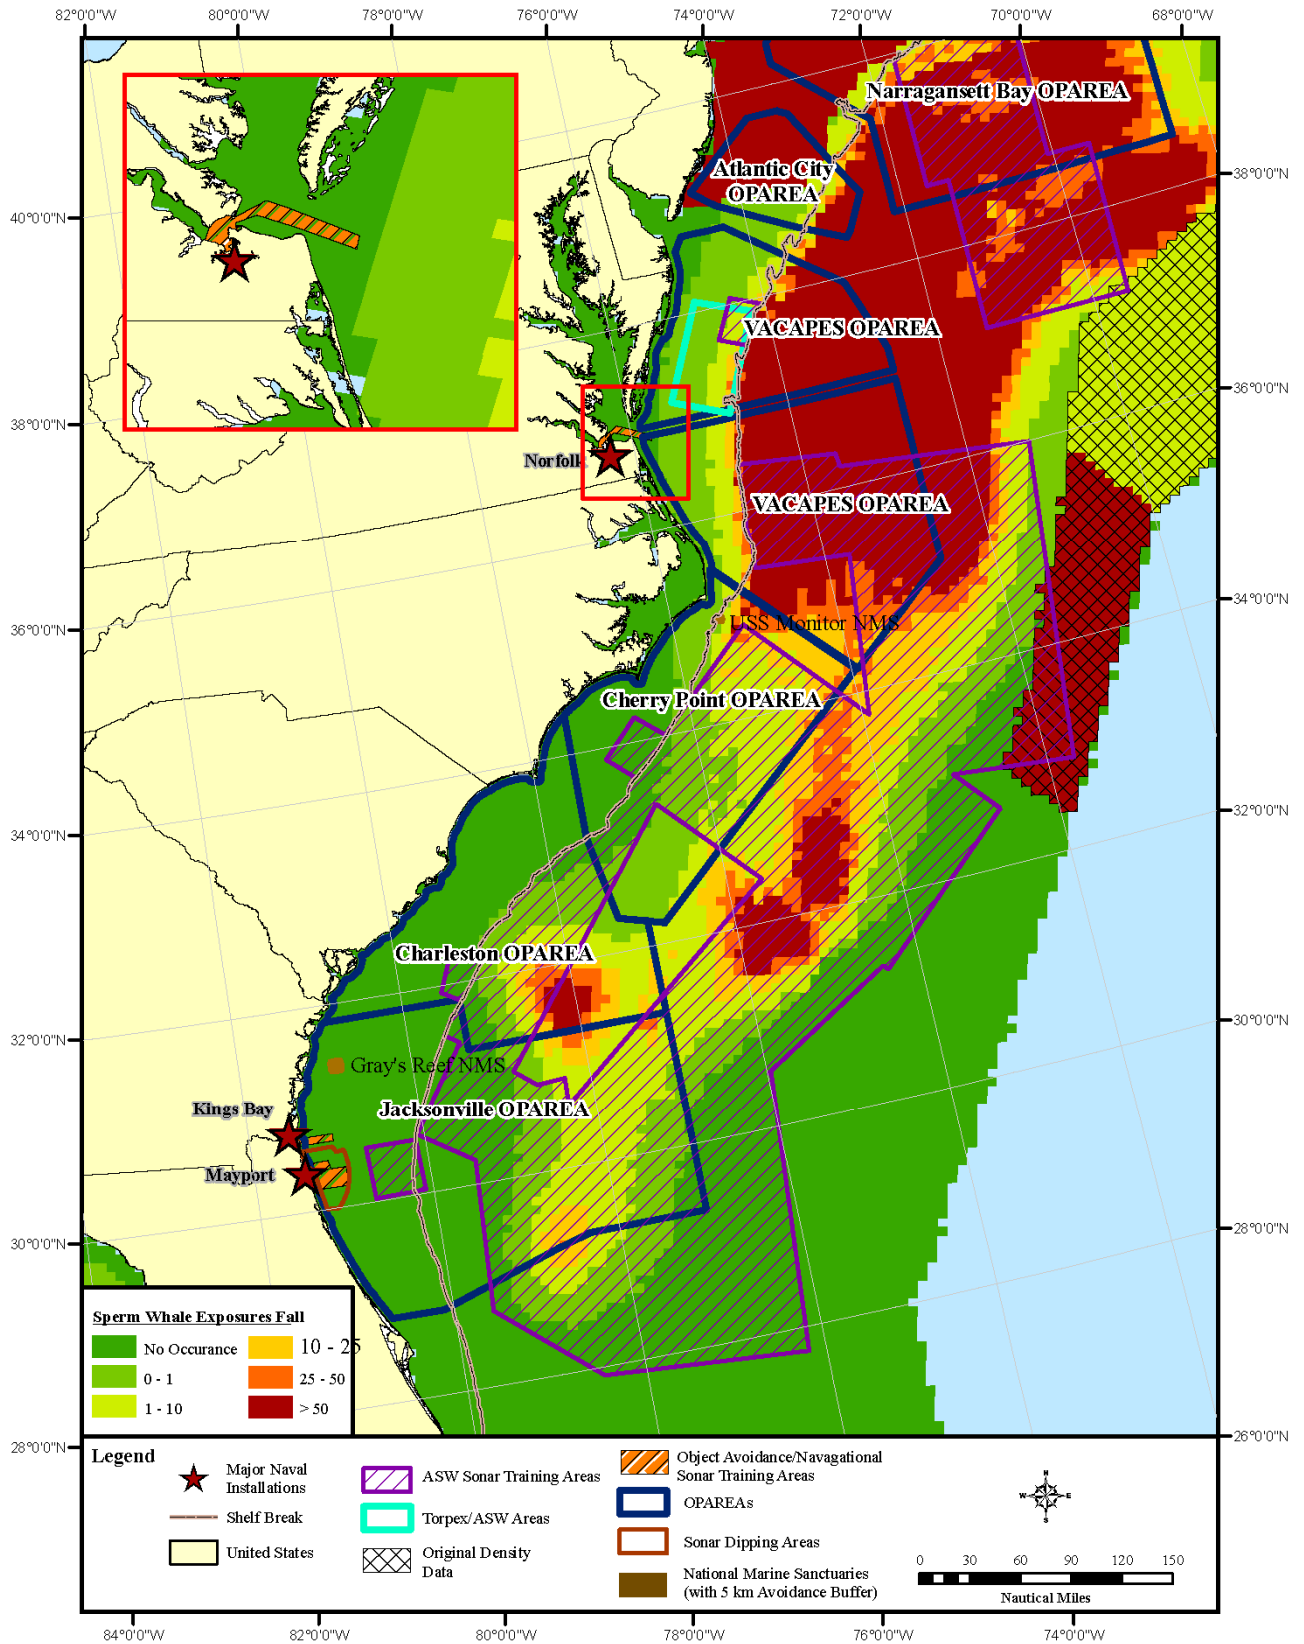 82°0'0"W 80°0'0"W 78°0'0"W 76°0'0"W 74°0'0"W 72°0'0"W 70°0'0"W 68°0'0"W
Narragansett Bay OPAREA
Atlantic City
OPAREA
38°0'0"N
40°0'0"N
VACAPES OPAREA
36°0'0"N
38°0'0"N
Norfolk
VACAPES OPAREA
34°0'0"N
36°0'0"N
USS Monitor NMS
Cherry Point OPAREA
32°0'0"N
34°0'0"N
Charleston OPAREA
30°0'0"N
32°0'0"N
Gray's Reef NMS
Kings Bay
Jacksonville OPAREA
Mayport
28°0'0"N
30°0'0"N
Sperm Whale Exposures Fall
No Occurance
0 - 1
1 - 10
10 - 25
25 - 50
> 50
26°0'0"N
28°0'0"N
Legend
Major Naval
Installations
Shelf Break
United States
ASW Sonar Training Areas
Torpex/ASW Areas
Original Density
Data
Object Avoidance/Navagational
Sonar Training Areas
OPAREAs
Sonar Dipping Areas
National Marine Sanctuaries
(with 5 km Avoidance Buffer)
N
W E
S
0 30 60 90 120 150
Nautical Miles
84°0'0"W 82°0'0"W 80°0'0"W 78°0'0"W 76°0'0"W 74°0'0"W